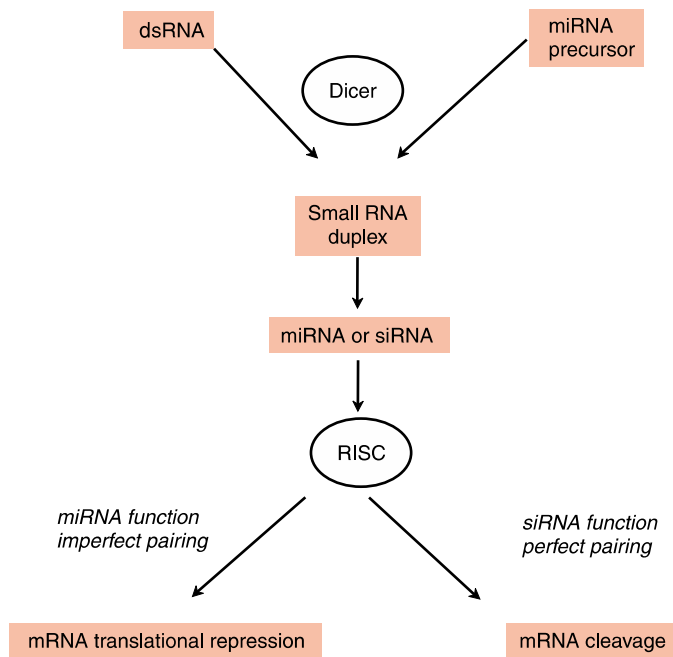 dsRNA
miRNA
precursor
Dicer
Small RNA
duplex
miRNA or siRNA
RISC
miRNA function
imperfect pairing
siRNA function
perfect pairing
mRNA translational repression
mRNA cleavage